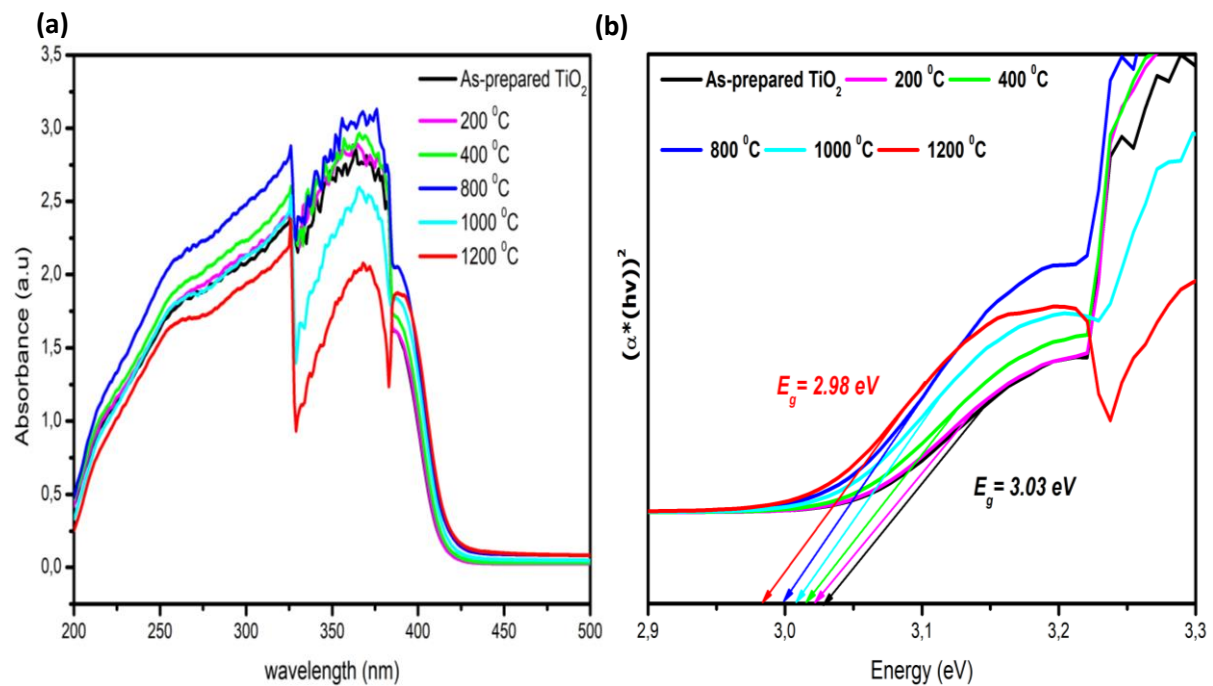 (a)
3,5
3,0
2,5
2,0
1,5
1,0
0,5
0,0
Absorbance (a.u)
200
250
300
350
400
450
500
wavelength (nm)
As-prepared TiO₂
200 ⁰C
400 ⁰C
800 ⁰C
1000 ⁰C
1200 ⁰C
(b)
(α*(hν))²
As-prepared TiO₂ 200 ⁰C 400 ⁰C
800 ⁰C 1000 ⁰C 1200 ⁰C
E_g= 2.98 eV
E_g= 3.03 eV
2,9
3,0
3,1
3,2
3,3
Energy (eV)